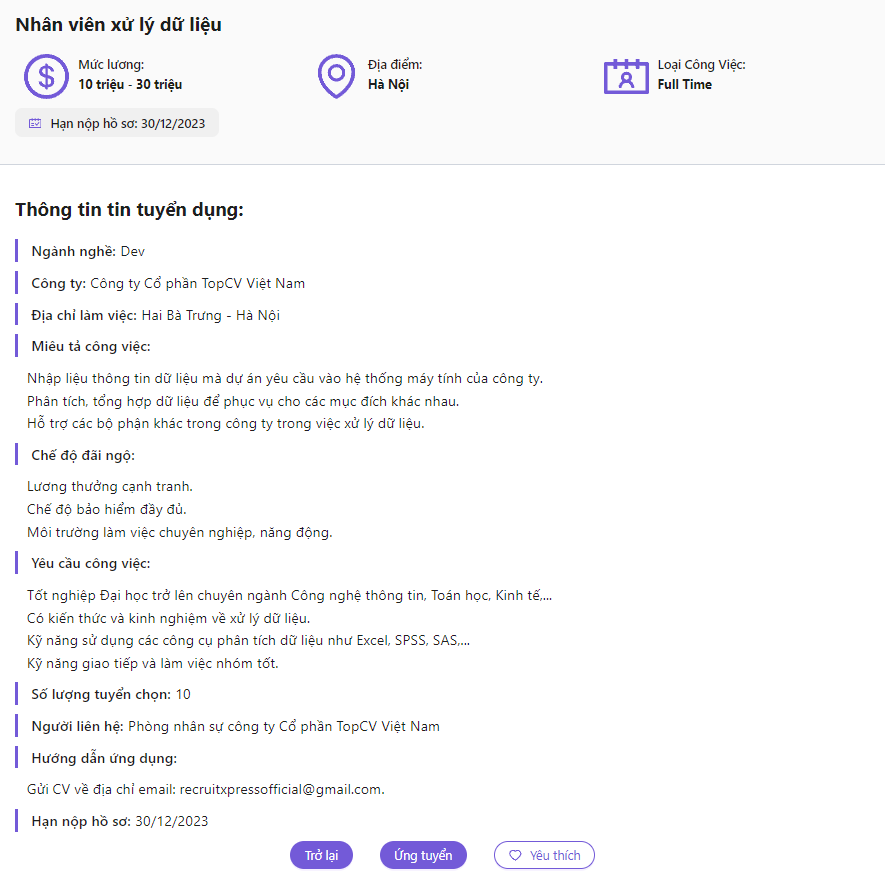 Nhân viên xử lý dữ liệu
Mức lương:
10 triệu - 30 triệu
Địa điểm:
Hà Nội
Loại Công Việc:
Full Time
Hạn nộp hồ sơ: 30/12/2023
Thông tin tin tuyển dụng:
Ngành nghề: Dev
Công ty: Công ty Cổ phần TopCV Việt Nam
Địa chỉ làm việc: Hai Bà Trưng - Hà Nội
Miêu tả công việc:
Nhập liệu thông tin dữ liệu mà dự án yêu cầu vào hệ thống máy tính của công ty.
Phân tích, tổng hợp dữ liệu để phục vụ cho các mục đích khác nhau.
Hỗ trợ các bộ phận khác trong công ty trong việc xử lý dữ liệu.
Chế độ đãi ngộ:
Lương thưởng cạnh tranh.
Chế độ bảo hiểm đầy đủ.
Môi trường làm việc chuyên nghiệp, năng động.
Yêu cầu công việc:
Tốt nghiệp Đại học trở lên chuyên ngành Công nghệ thông tin, Toán học, Kinh tế,...
Có kiến thức và kinh nghiệm về xử lý dữ liệu.
Kỹ năng sử dụng các công cụ phân tích dữ liệu như Excel, SPSS, SAS,...
Kỹ năng giao tiếp và làm việc nhóm tốt.
Số lượng tuyển chọn: 10
Người liên hệ: Phòng nhân sự công ty Cổ phần TopCV Việt Nam
Hướng dẫn ứng dụng:
Gửi CV về địa chỉ email: recruitxpressofficial@gmail.com.
Hạn nộp hồ sơ: 30/12/2023
Trở lại
Ứng tuyển
Yêu thích